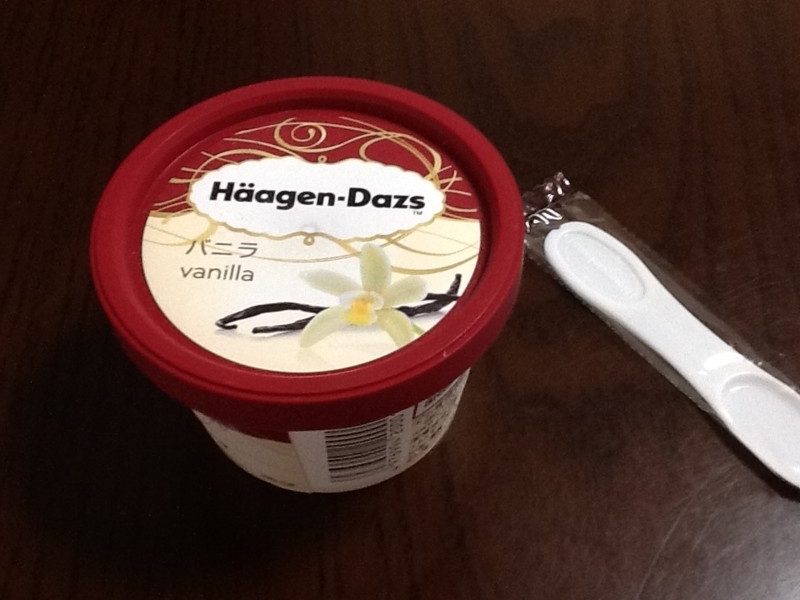 Häagen-Dazs
™
バニラ
vanilla